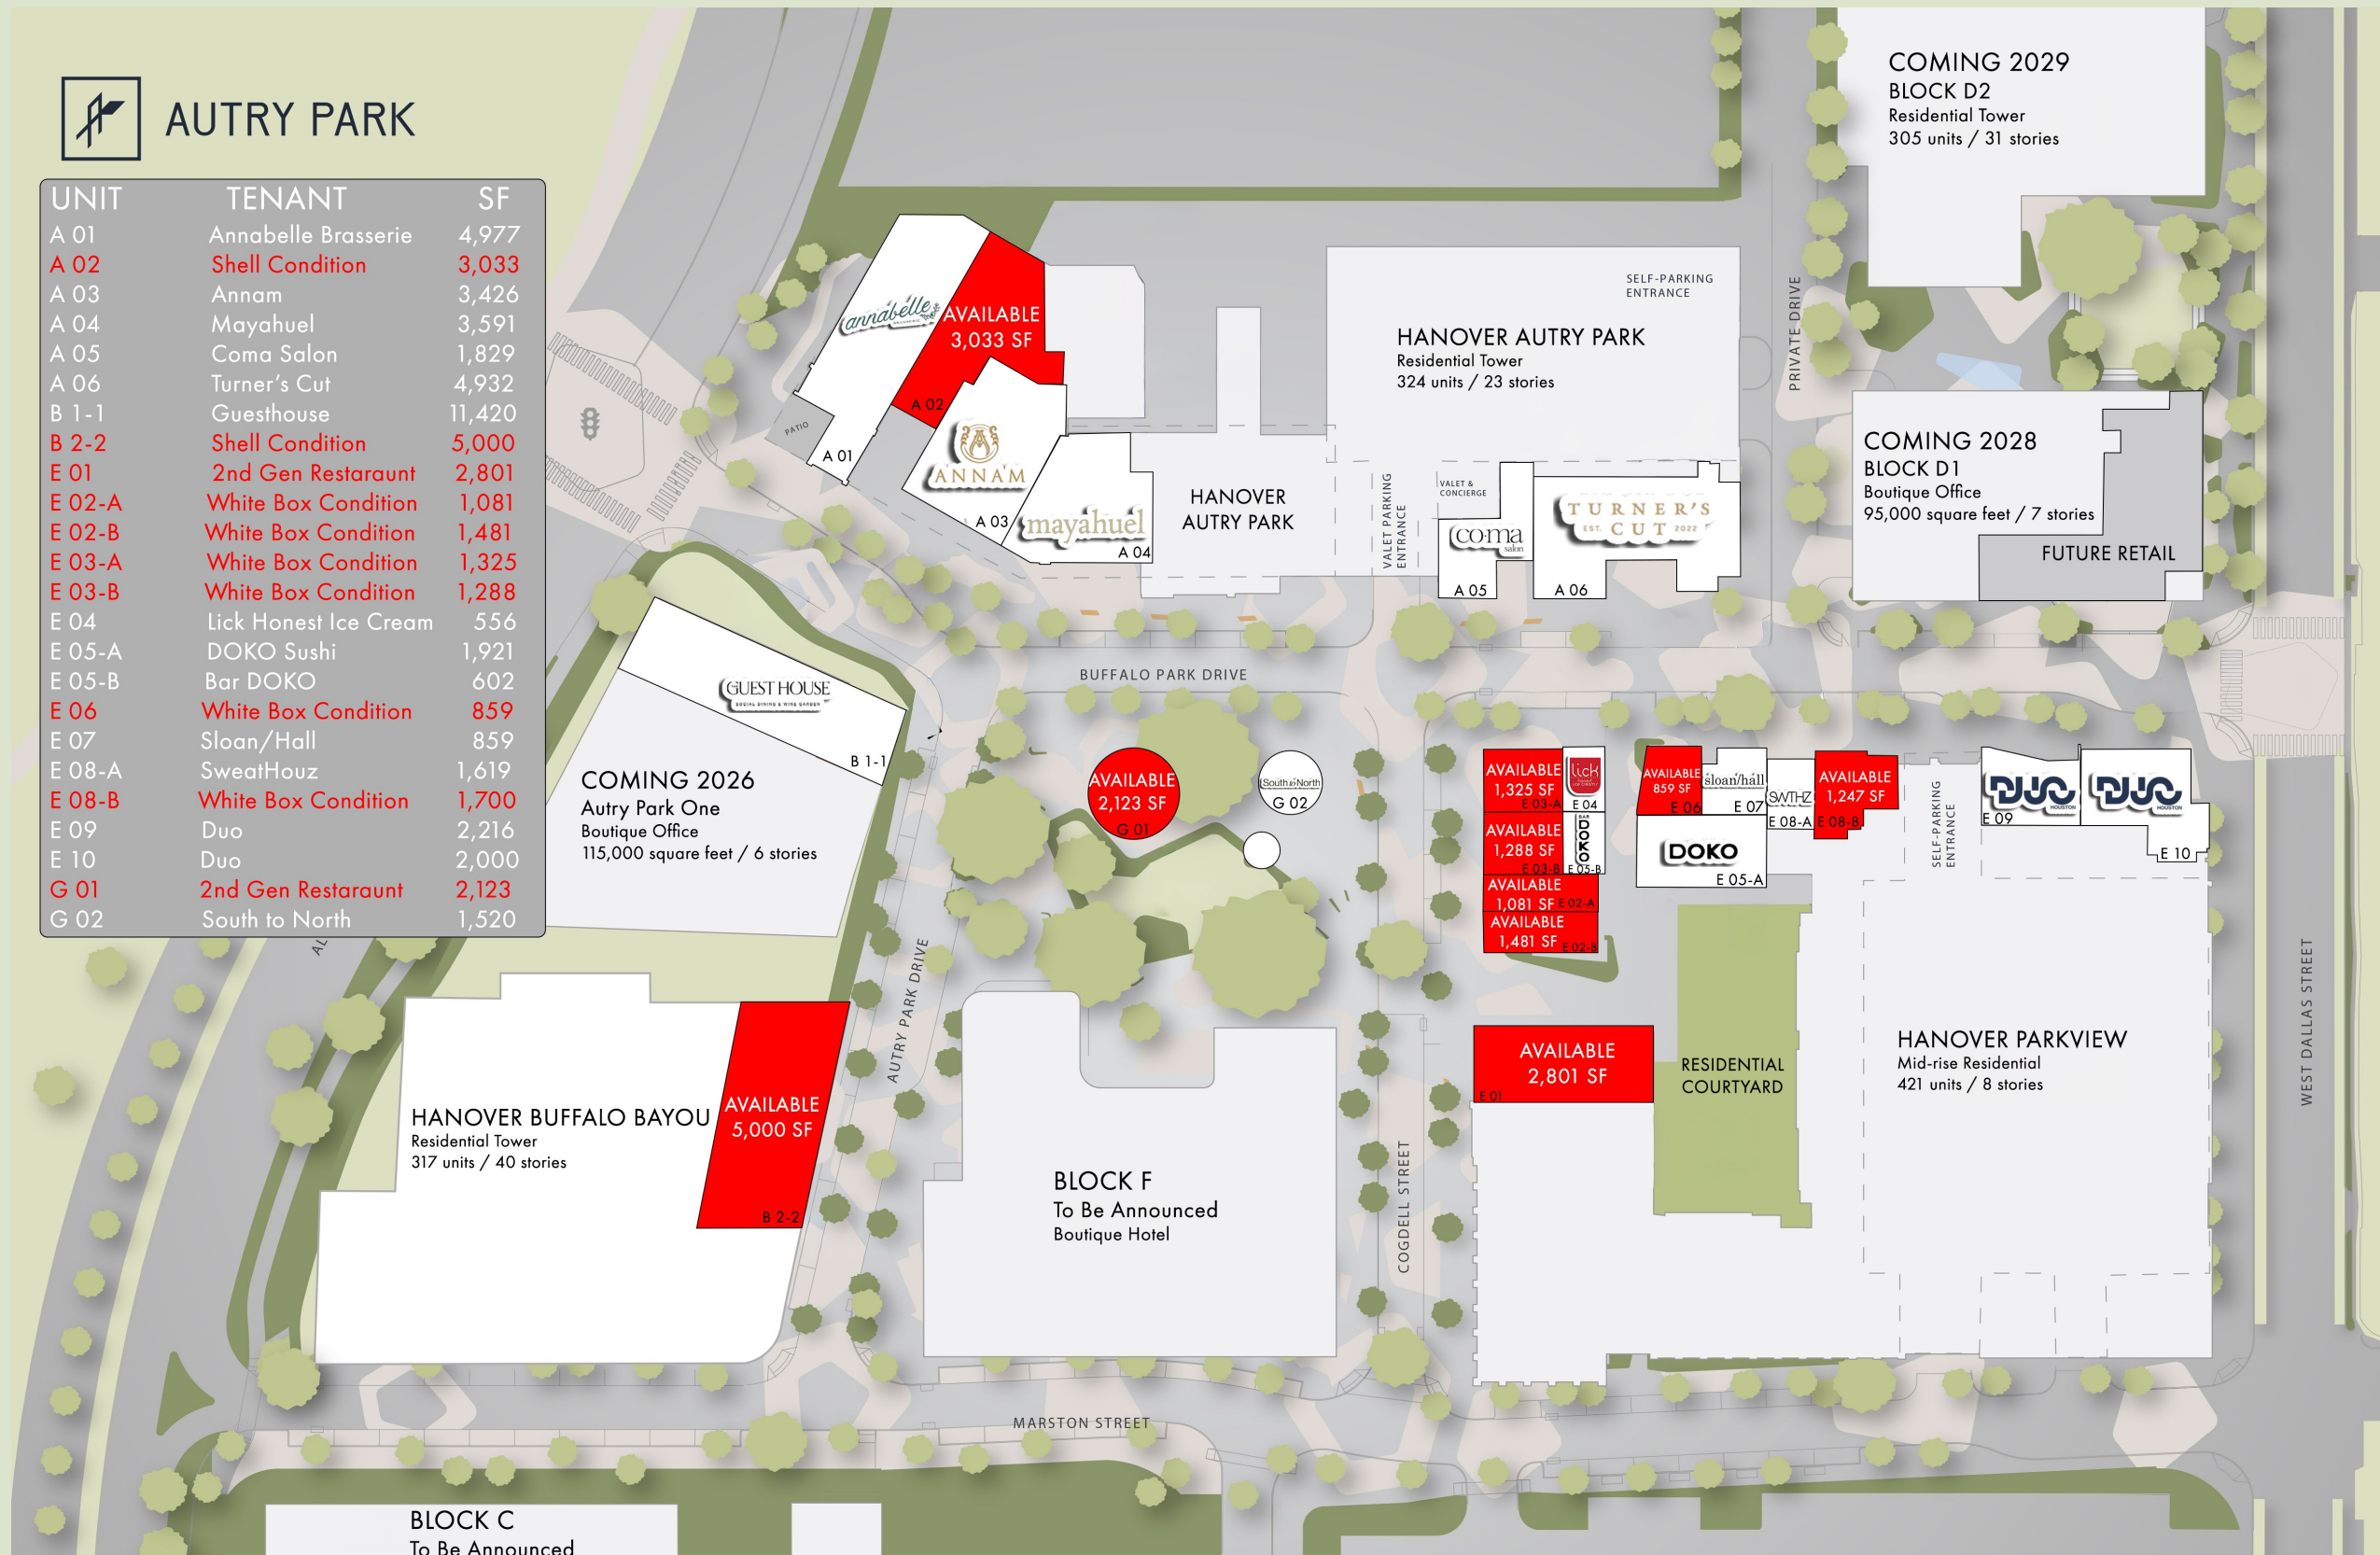 AUTRY PARK
UNIT TENANT SF
A 01 Annabelle Brasserie 4,977
A 02 Shell Condition 3,033
A 03 Annam 3,426
A 04 Mayahuel 3,591
A 05 Coma Salon 1,829
A 06 Turner's Cut 4,932
B 1-1 Guesthouse 11,420
B 2-2 Shell Condition 5,000
E 01 2nd Gen Restaraunt 2,801
E 02-A White Box Condition 1,081
E 02-B White Box Condition 1,481
E 03-A White Box Condition 1,325
E 03-B White Box Condition 1,288
E 04 Lick Honest Ice Cream 556
E 05-A DOKO Sushi 1,921
E 05-B Bar DOKO 602
E 06 White Box Condition 859
E 07 Sloan/Hall 859
E 08-A SweatHouz 1,619
E 08-B White Box Condition 1,700
E 09 Duo 2,216
E 10 Duo 2,000
G 01 2nd Gen Restaraunt 2,123
G 02 South to North 1,520
COMING 2029
BLOCK D2
Residential Tower
305 units / 31 stories
annabelle
BRASSERIE
AVAILABLE
3,033 SF
A 02
PATIO
A 01
ANNAM
A 03
mayahuel
A 04
HANOVER
AUTRY PARK
SELF-PARKING
ENTRANCE
HANOVER AUTRY PARK
Residential Tower
324 units / 23 stories
PRIVATE DRIVE
VALET PARKING
ENTRANCE
VALET &
CONCIERGE
co·ma
salon
A 05
TURNER'S
EST. CUT 2022
A 06
COMING 2028
BLOCK D1
Boutique Office
95,000 square feet / 7 stories
FUTURE RETAIL
BUFFALO PARK DRIVE
GUEST HOUSE
SOCIAL DINING & WINE GARDEN
B 1-1
COMING 2026
Autry Park One
Boutique Office
115,000 square feet / 6 stories
AVAILABLE
2,123 SF
G 01
South to North
G 02
AVAILABLE
1,325 SF
E 03-A
lick
E 04
AVAILABLE
1,288 SF
E 03-B
BAR
DOKO
E 05-B
AVAILABLE
1,081 SF E 02-A
AVAILABLE
1,481 SF E 02-B
AVAILABLE
859 SF
E 06
sloan/hall
E 07
SWTHZ
E 08-A
AVAILABLE
1,247 SF
E 08-B
DOKO
E 05-A
SELF-PARKING
ENTRANCE
DUO
HOUSTON
E 09
DUO
HOUSTON
E 10
AL
AUTRY PARK DRIVE
HANOVER BUFFALO BAYOU
Residential Tower
317 units / 40 stories
AVAILABLE
5,000 SF
B 2-2
BLOCK F
To Be Announced
Boutique Hotel
COGDELL STREET
AVAILABLE
2,801 SF
E 01
RESIDENTIAL
COURTYARD
HANOVER PARKVIEW
Mid-rise Residential
421 units / 8 stories
WEST DALLAS STREET
MARSTON STREET
BLOCK C
To Be Announced